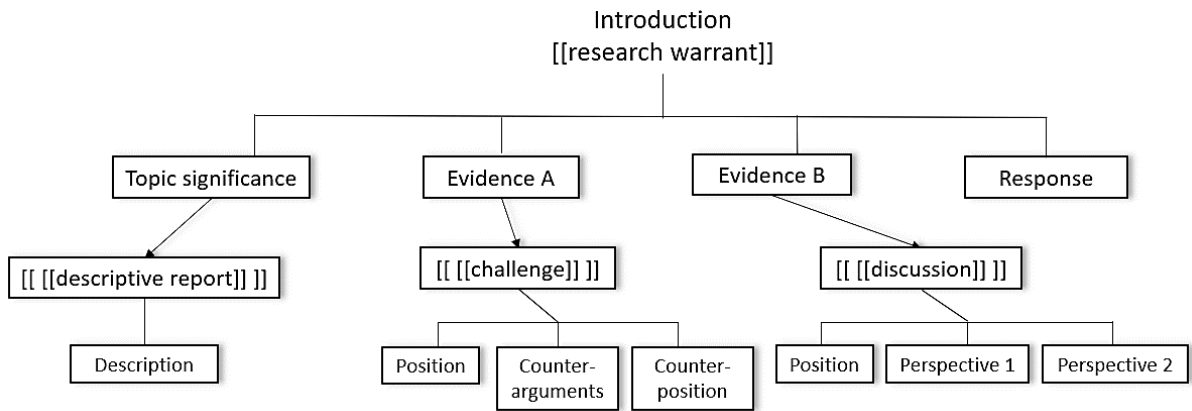 Introduction
[[research warrant]]
Topic significance
Evidence A
Evidence B
Response
[[ [[descriptive report]] ]]
[[ [[challenge]] ]]
[[ [[discussion]] ]]
Description
Position
Counter-
arguments
Counter-
position
Position
Perspective 1
Perspective 2